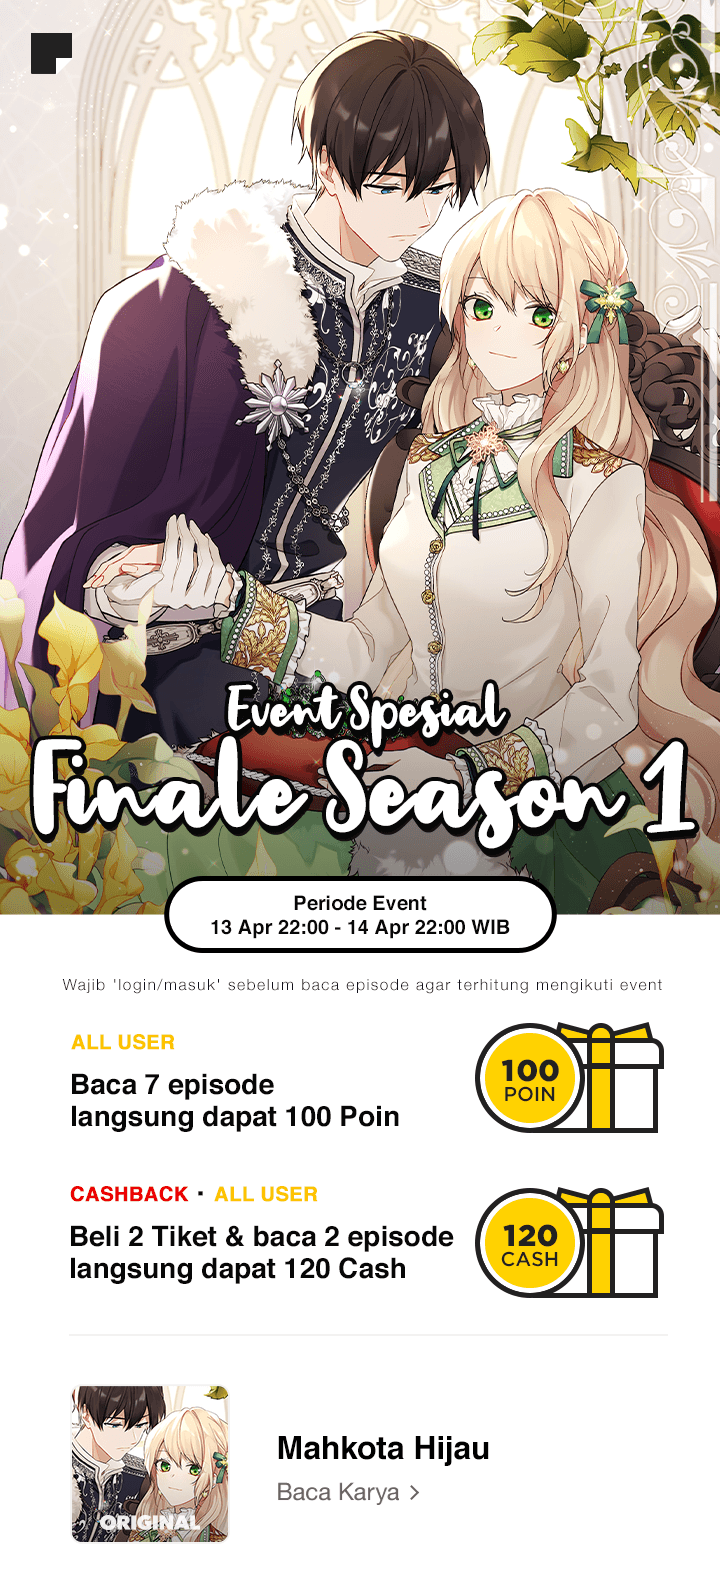 Event Spesial
Finale Season 1
Periode Event
13 Apr 22:00 - 14 Apr 22:00 WIB
Wajib 'login/masuk' sebelum baca episode agar terhitung mengikuti event
ALL USER
Baca 7 episode
langsung dapat 100 Poin
100
POIN
CASHBACK · ALL USER
Beli 2 Tiket & baca 2 episode
langsung dapat 120 Cash
120
CASH
ORIGINAL
Mahkota Hijau
Baca Karya >